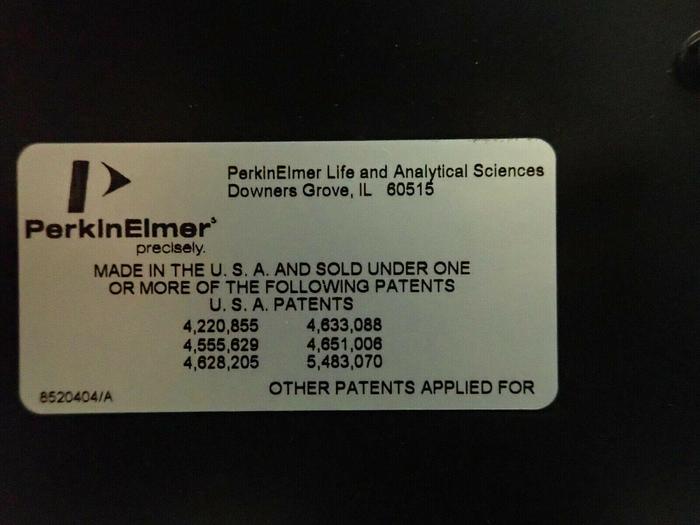 PerkinElmer Life and Analytical Sciences
Downers Grove, IL 60515
PerkinElmer
precisely.
MADE IN THE U. S. A. AND SOLD UNDER ONE
OR MORE OF THE FOLLOWING PATENTS
U. S. A. PATENTS
4,220,855 4,633,088
4,555,629 4,651,006
4,628,205 5,483,070
OTHER PATENTS APPLIED FOR
8520404/A